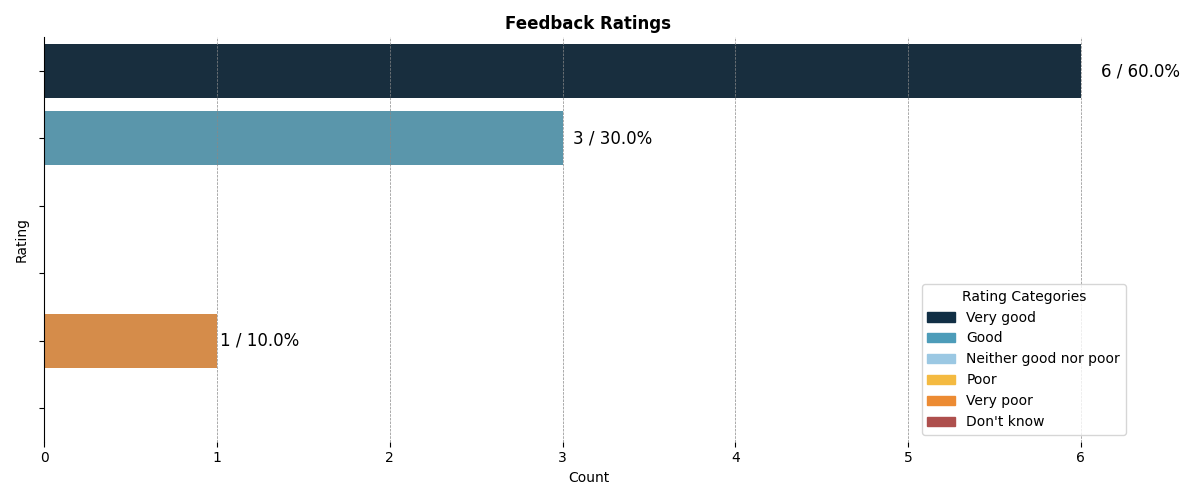 Feedback Ratings
6 / 60.0%
3 / 30.0%
1 / 10.0%
Rating
Rating Categories
Very good
Good
Neither good nor poor
Poor
Very poor
Don't know
0 1 2 3 4 5 6
Count